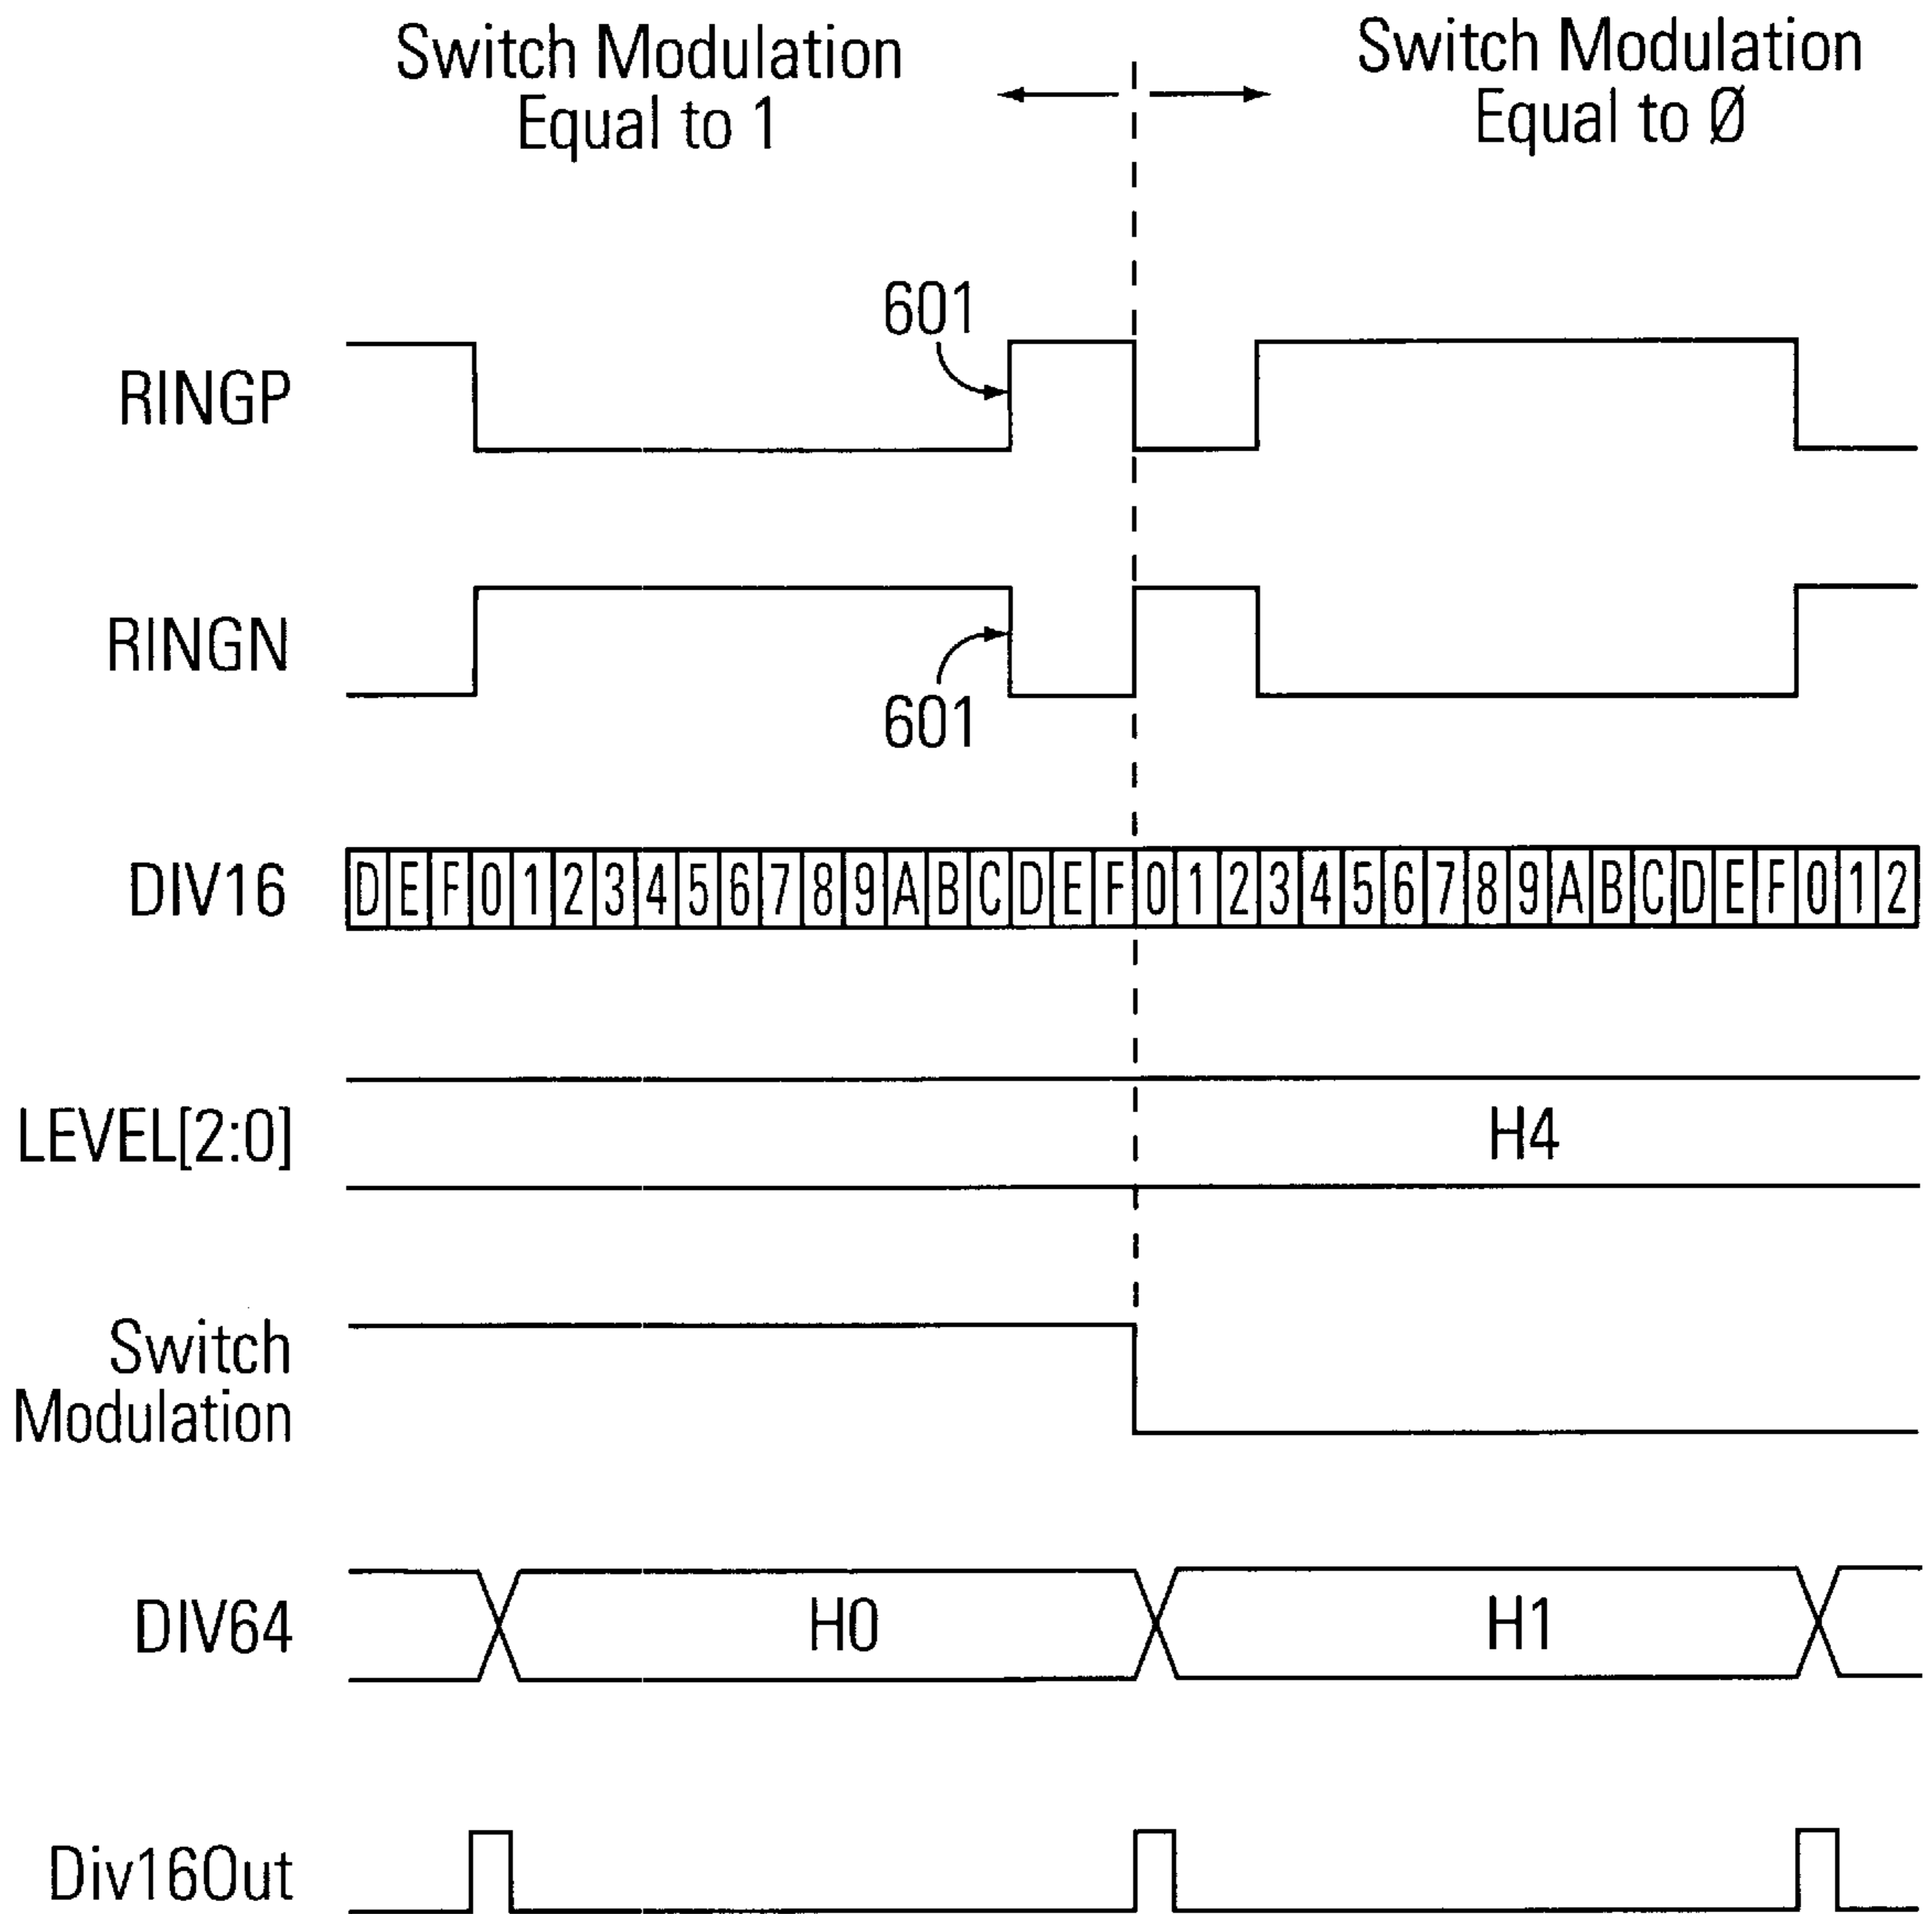 Switch Modulation
Equal to 1
Switch Modulation
Equal to Ø
601
RINGP
RINGN
601
DIV16 D E F 0 1 2 3 4 5 6 7 8 9 A B C D E F 0 1 2 3 4 5 6 7 8 9 A B C D E F 0 1 2
LEVEL[2:0] H4
Switch
Modulation
DIV64 H0 H1
Div16Out